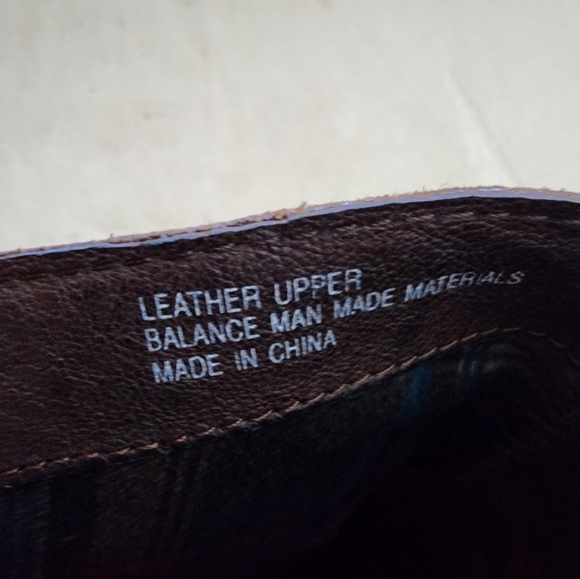 LEATHER UPPER
BALANCE MAN MADE MATERIALS
MADE IN CHINA